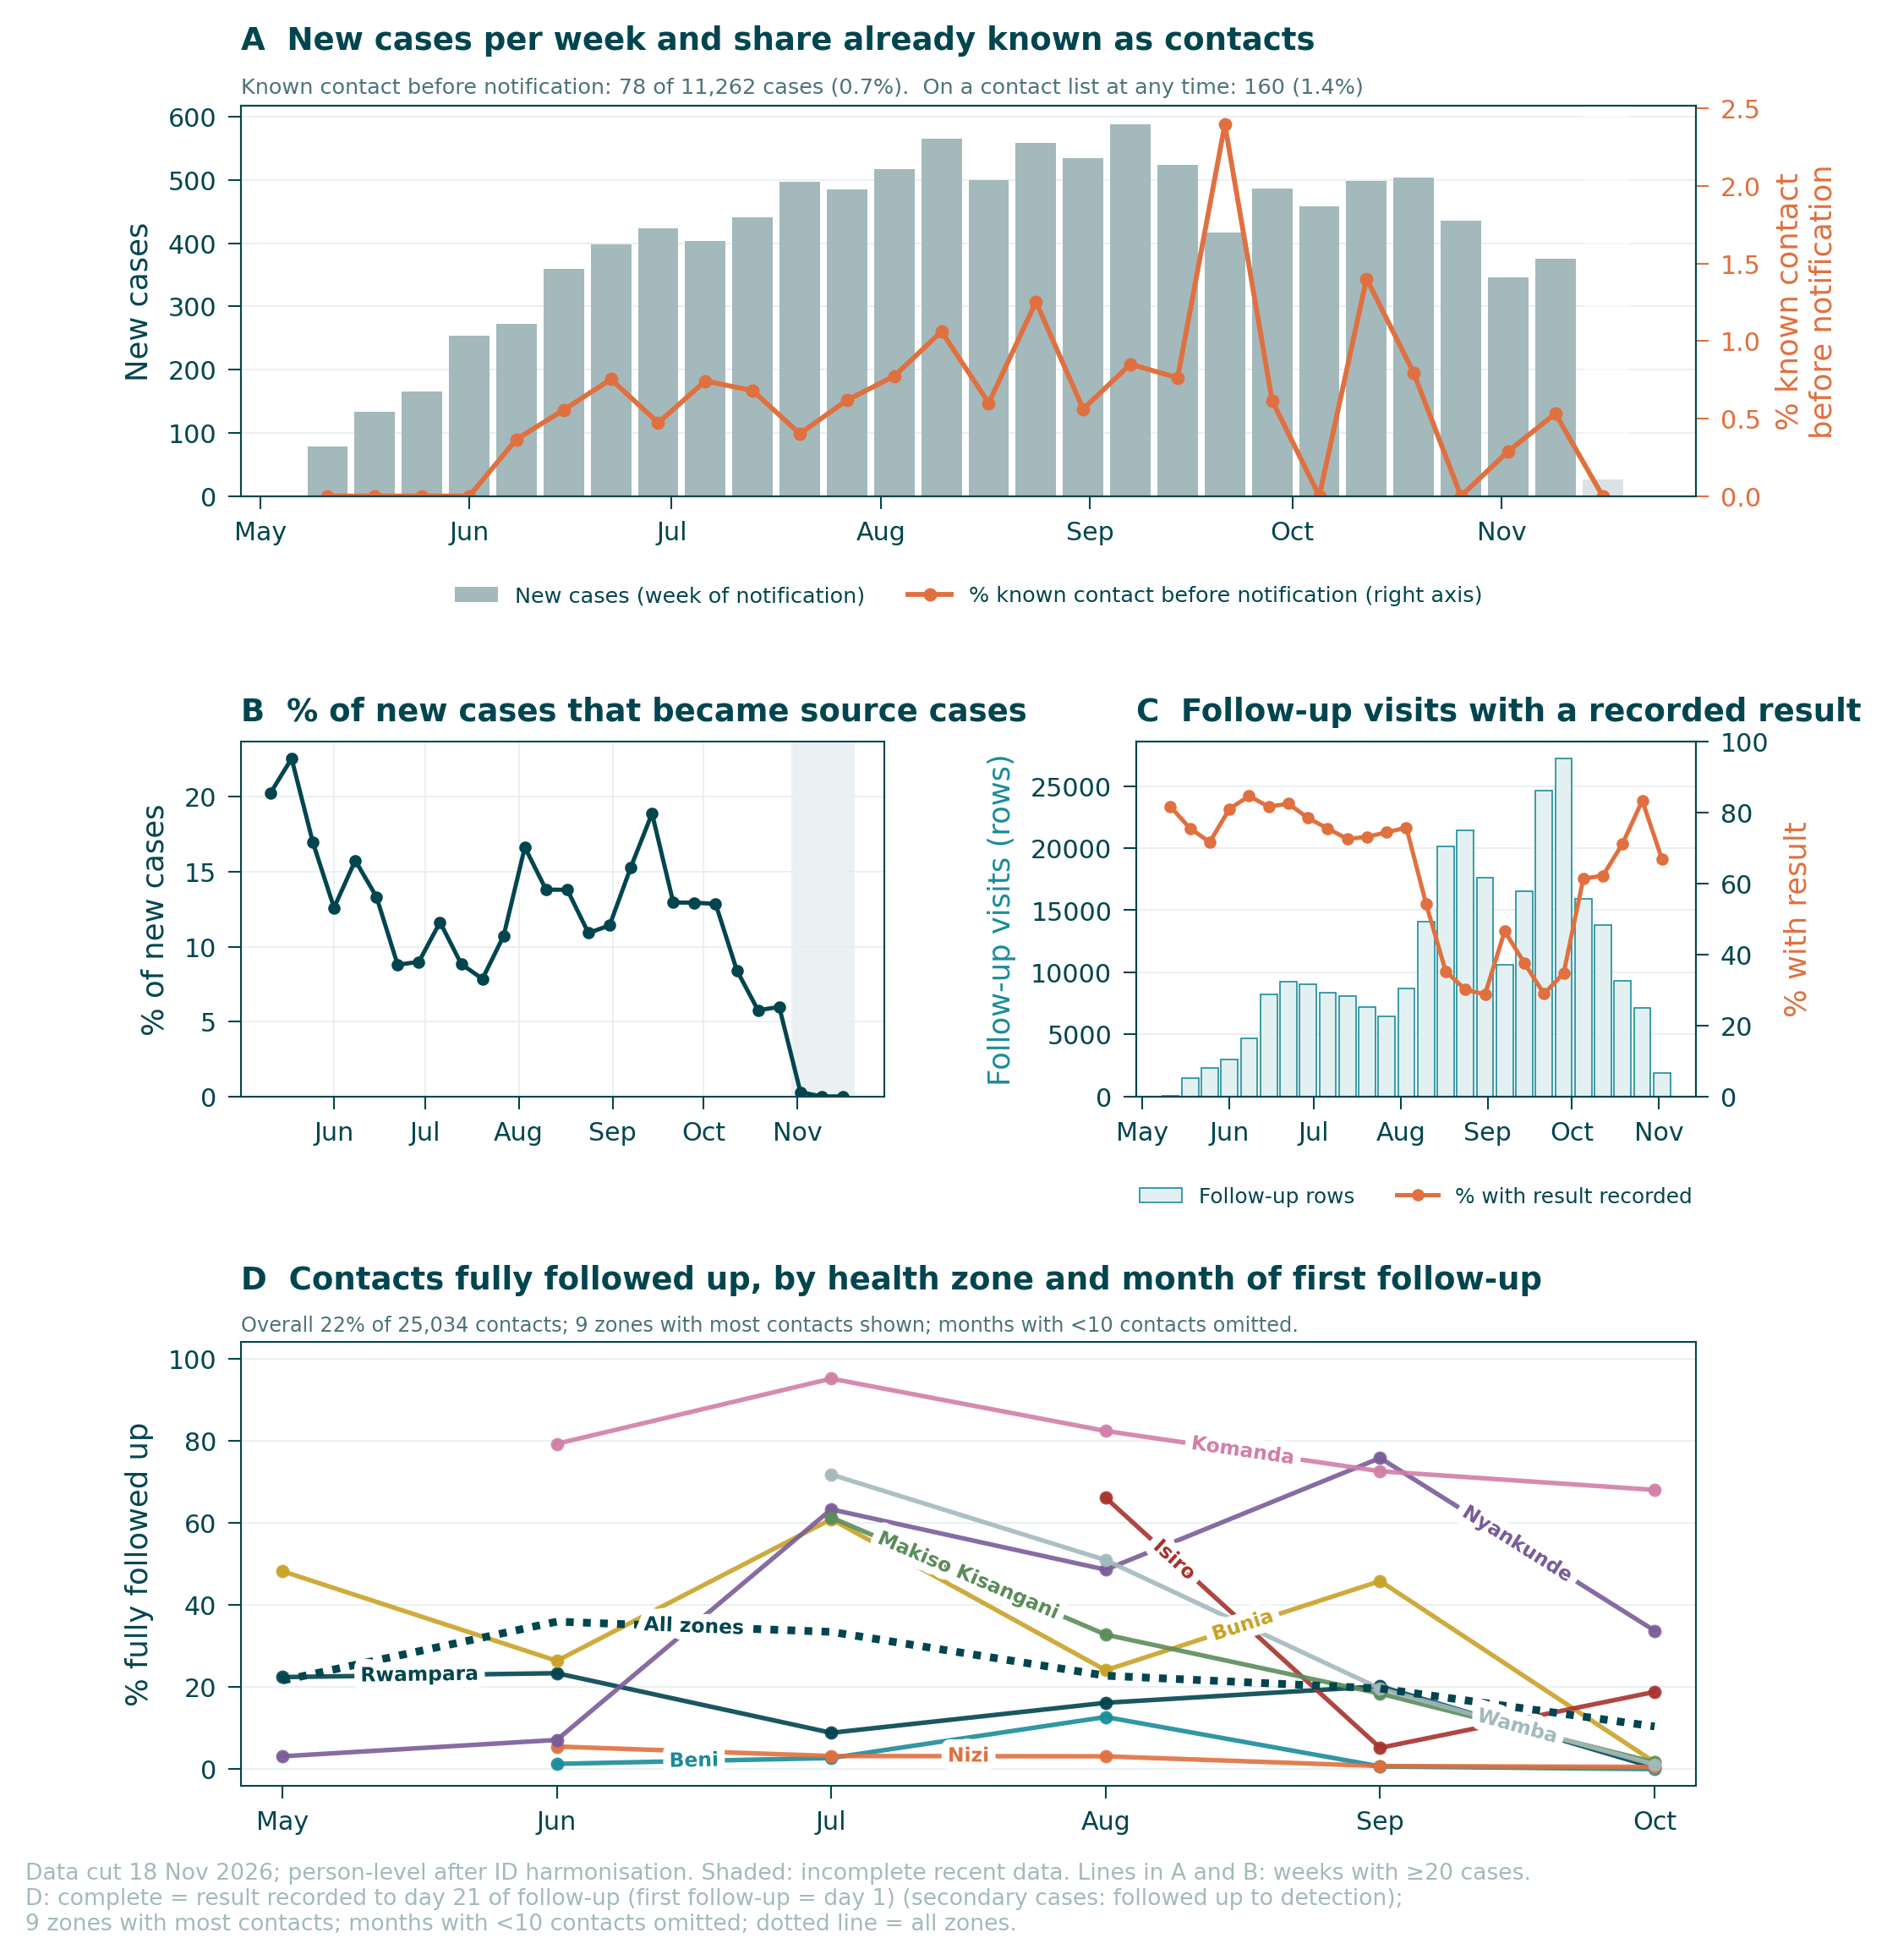 A  New cases per week and share already known as contacts
Known contact before notification: 78 of 11,262 cases (0.7%).  On a contact list at any time: 160 (1.4%)
New cases
600
500
400
300
200
100
0
May
Jun
Jul
Aug
Sep
Oct
Nov
2.5
2.0
1.5
1.0
0.5
0.0
% known contact
before notification
New cases (week of notification)
% known contact before notification (right axis)
B  % of new cases that became source cases
% of new cases
20
15
10
5
0
Jun
Jul
Aug
Sep
Oct
Nov
C  Follow-up visits with a recorded result
Follow-up visits (rows)
25000
20000
15000
10000
5000
0
May
Jun
Jul
Aug
Sep
Oct
Nov
100
80
60
40
20
0
% with result
Follow-up rows
% with result recorded
D  Contacts fully followed up, by health zone and month of first follow-up
Overall 22% of 25,034 contacts; 9 zones with most contacts shown; months with <10 contacts omitted.
% fully followed up
100
80
60
40
20
0
Komanda
Nyankunde
Isiro
Makiso Kisangani
Bunia
All zones
Rwampara
Wamba
Beni
Nizi
May
Jun
Jul
Aug
Sep
Oct
Data cut 18 Nov 2026; person-level after ID harmonisation. Shaded: incomplete recent data. Lines in A and B: weeks with ≥20 cases.
D: complete = result recorded to day 21 of follow-up (first follow-up = day 1) (secondary cases: followed up to detection);
9 zones with most contacts; months with <10 contacts omitted; dotted line = all zones.